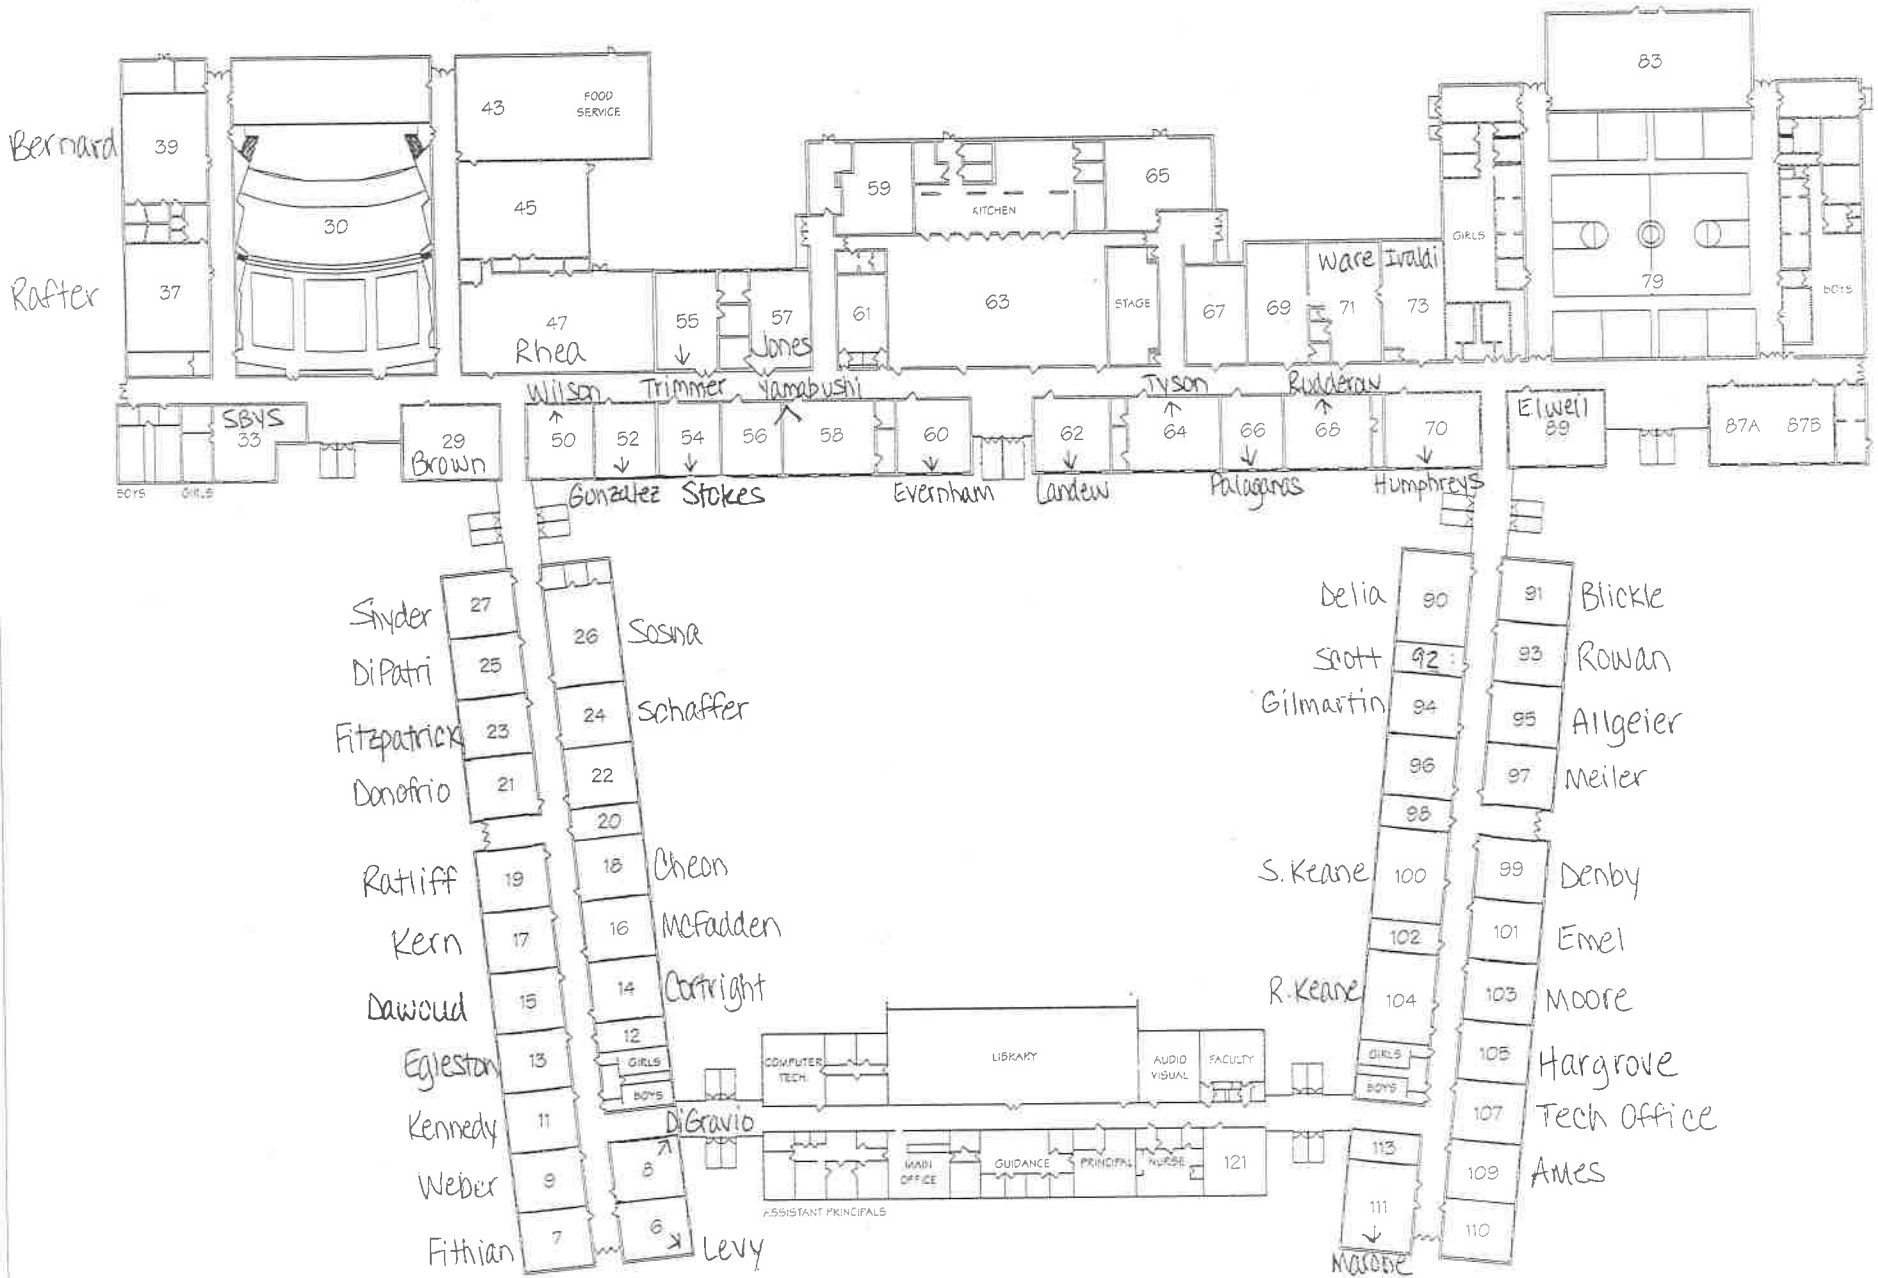 83
43 FOOD
SERVICE
Bernard 39
59
65
KITCHEN
45
30
GIRLS
Ware Ivaldi
Rafter 37
47
Rhea
55
57
Jones
61
63
STAGE
67
69
71
73
79
BOYS
Wilson Trimmer Yamabushi Tyson Rudderow
SBYS
33
29
Brown
50
52
54
56
58
60
62
64
66
68
70
Elwell
89
87A 87B
BOYS GIRLS
Gonzalez Stokes Evernham Landew Palaganas Humphreys
Snyder 27
26 Sosna
DiPatri 25
Fitzpatrick 23
24 Schaffer
Donofrio 21
22
20
Ratliff 19
18 Cheon
Kern 17
16 McFadden
Dawoud 15
14 Cortright
12
Egleston 13
GIRLS
BOYS
Kennedy 11
DiGravio
8
Weber 9
Fithian 7
6 Levy
Delia 90
91 Blickle
Scott 92
93 Rowan
Gilmartin 94
95 Allgeier
96
97 Meiler
98
S. Keane 100
99 Denby
102
101 Emel
R. Keane 104
103 Moore
GIRLS
105 Hargrove
BOYS
107 Tech Office
113
109 Ames
111
110
Marone
COMPUTER
TECH.
LIBRARY
AUDIO
VISUAL
FACULTY
MAIN
OFFICE
GUIDANCE
PRINCIPAL
NURSE
121
ASSISTANT PRINCIPALS